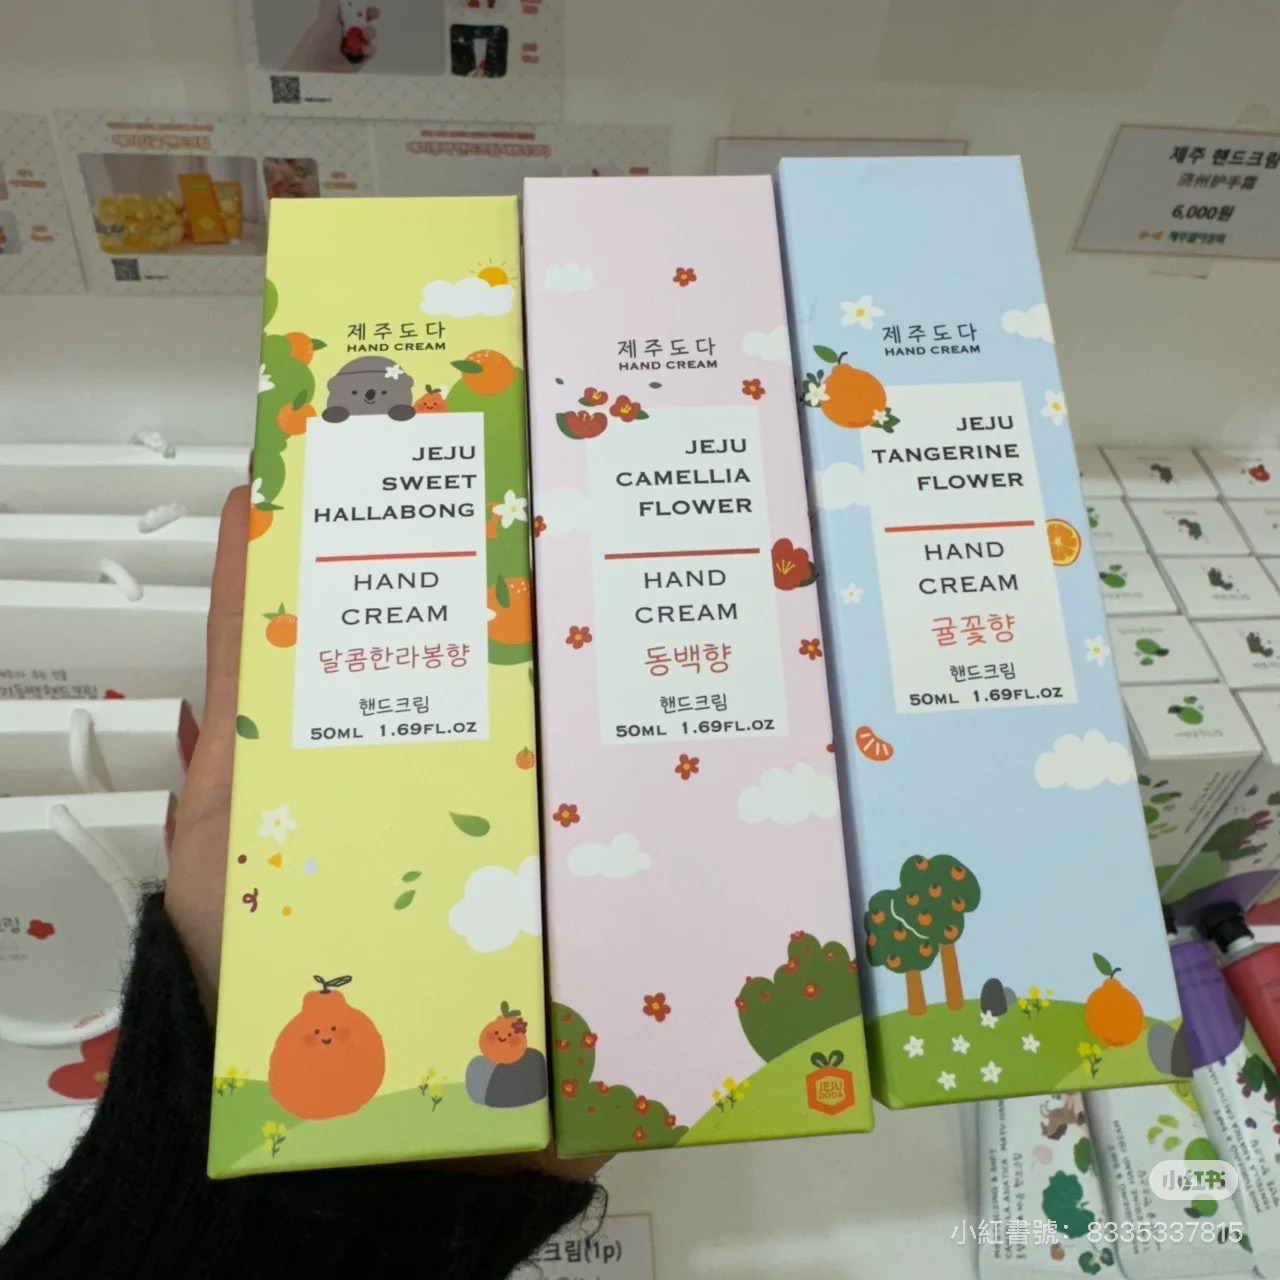 제주 핸드크림
济州护手霜
6,000원
제주도다
HAND CREAM
JEJU
SWEET
HALLABONG
HAND
CREAM
달콤한라봉향
핸드크림
50ML 1.69FL.OZ
제주도다
HAND CREAM
JEJU
CAMELLIA
FLOWER
HAND
CREAM
동백향
핸드크림
50ML 1.69FL.OZ
JEJU
DODA
제주도다
HAND CREAM
JEJU
TANGERINE
FLOWER
HAND
CREAM
귤꽃향
핸드크림
50ML 1.69FL.OZ
크림(1p)
小红书
小紅書號：8335337815